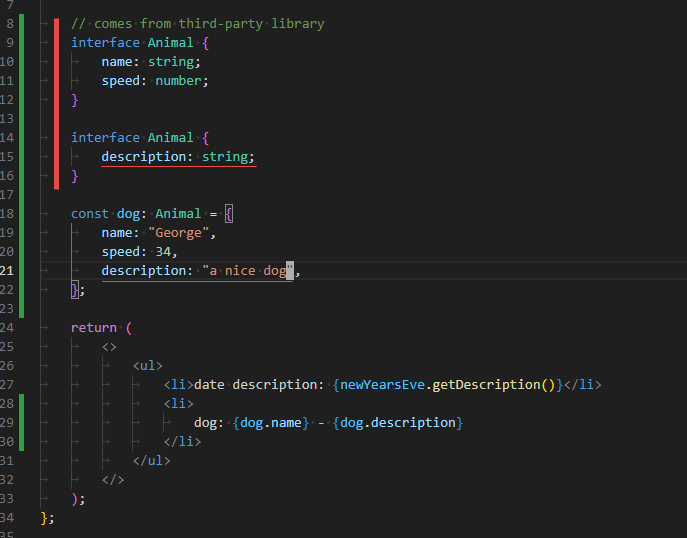 7
8 // comes from third-party library
9 interface Animal {
10 name: string;
11 speed: number;
12 }
13
14 interface Animal {
15 description: string;
16 }
17
18 const dog: Animal = {
19 name: "George",
20 speed: 34,
21 description: "a nice dog",
22 };
23
24 return (
25 <>
26 <ul>
27 <li>date description: {newYearsEve.getDescription()}</li>
28 <li>
29 dog: {dog.name} - {dog.description}
30 </li>
31 </ul>
32 </>
33 );
34 };
35